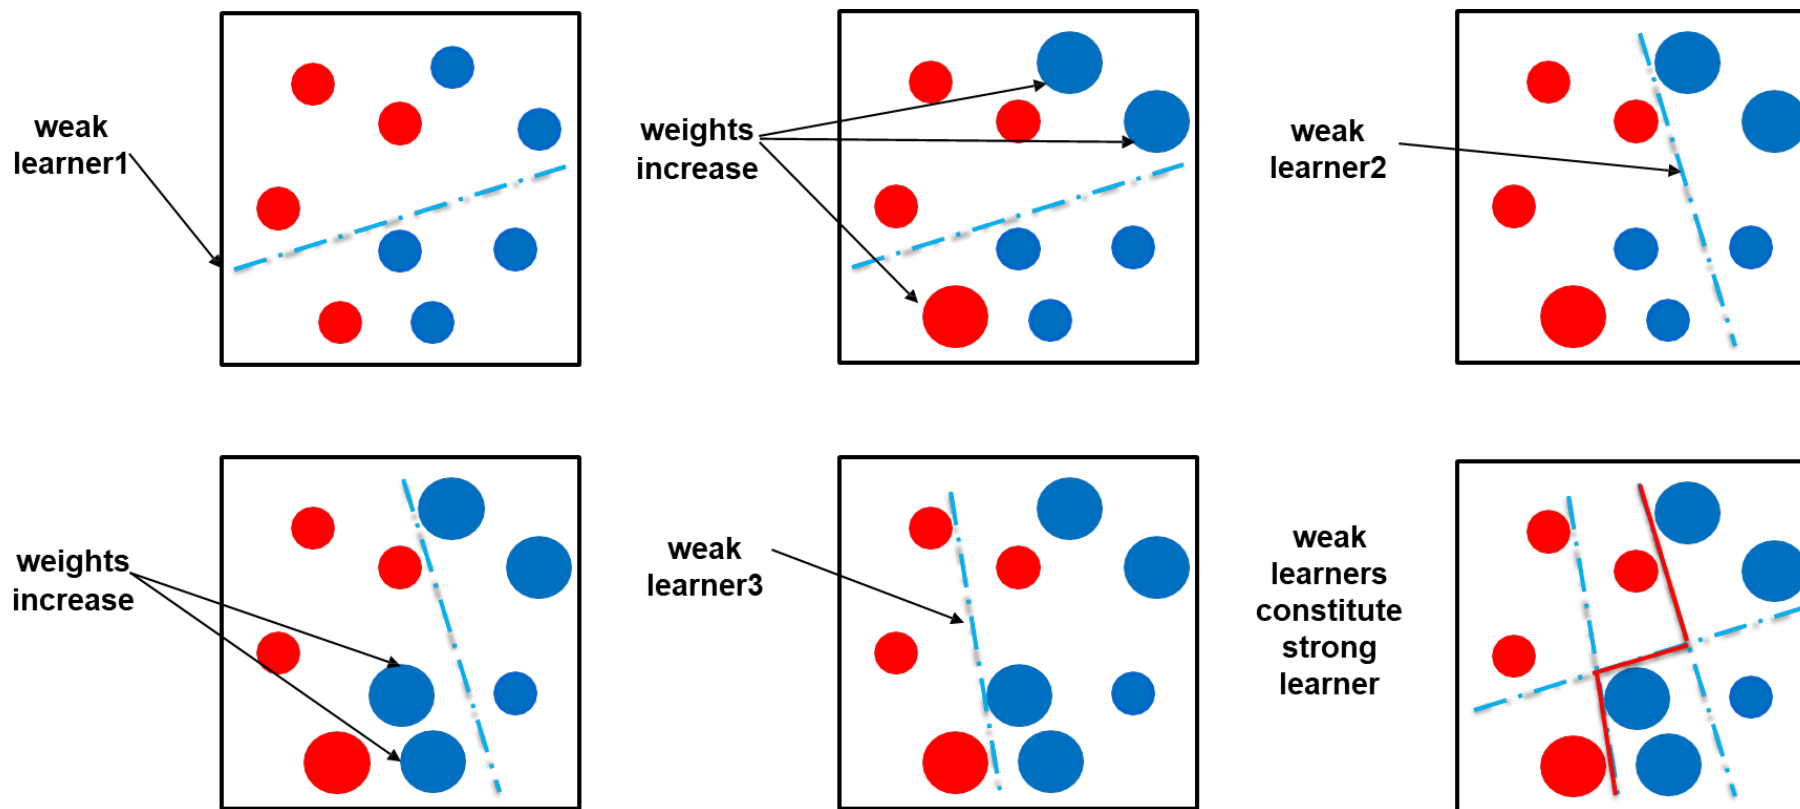 weak
learner1
weights
increase
weak
learner2
weights
increase
weak
learner3
weak
learners
constitute
strong
learner